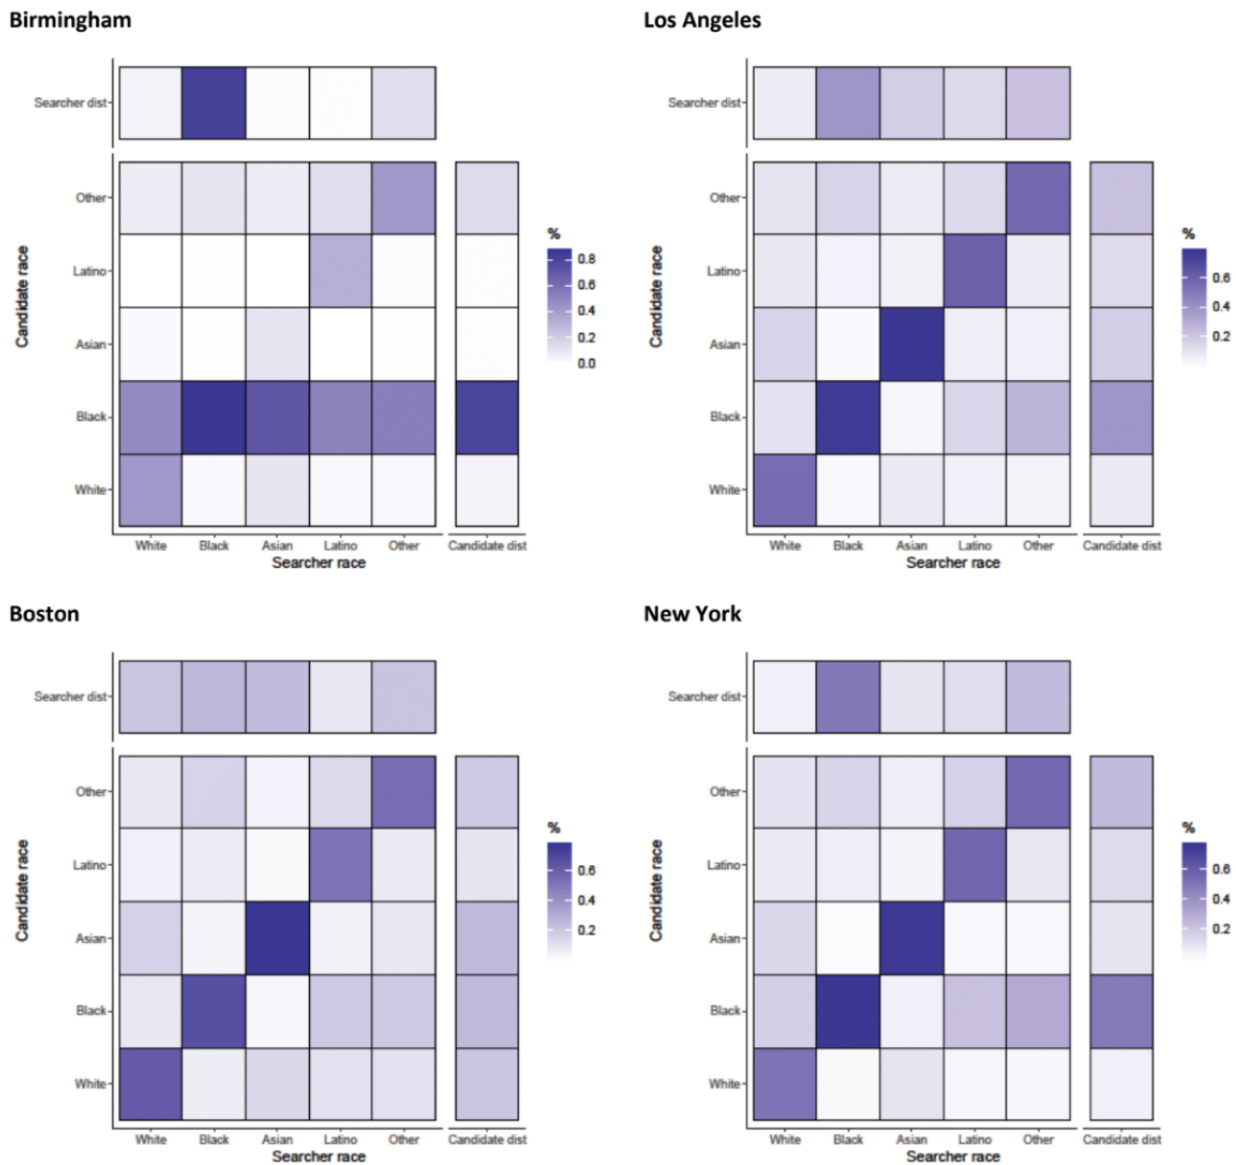 Birmingham
Searcher dist
Candidate race
Other
Latino
Asian
Black
White
White Black Asian Latino Other Candidate dist
Searcher race
%
0.8
0.6
0.4
0.2
0.0
Los Angeles
Searcher dist
Candidate race
Other
Latino
Asian
Black
White
White Black Asian Latino Other Candidate dist
Searcher race
%
0.6
0.4
0.2
Boston
Searcher dist
Candidate race
Other
Latino
Asian
Black
White
White Black Asian Latino Other Candidate dist
Searcher race
%
0.6
0.4
0.2
New York
Searcher dist
Candidate race
Other
Latino
Asian
Black
White
White Black Asian Latino Other Candidate dist
Searcher race
%
0.6
0.4
0.2